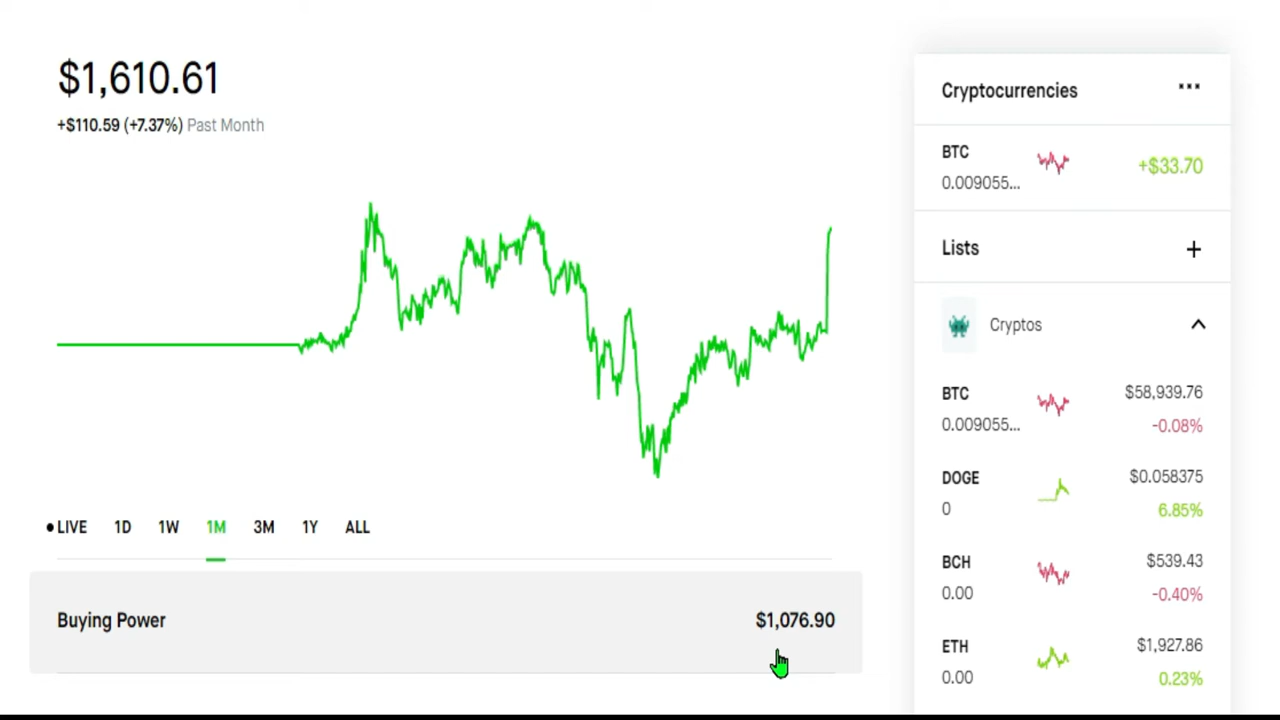 $1,610.61
+$110.59 (+7.37%) Past Month
LIVE 1D 1W 1M 3M 1Y ALL
Buying Power $1,076.90
Cryptocurrencies ...
BTC +$33.70
0.009055...
Lists +
Cryptos
BTC $58,939.76
0.009055... -0.08%
DOGE $0.058375
0 6.85%
BCH $539.43
0.00 -0.40%
ETH $1,927.86
0.00 0.23%